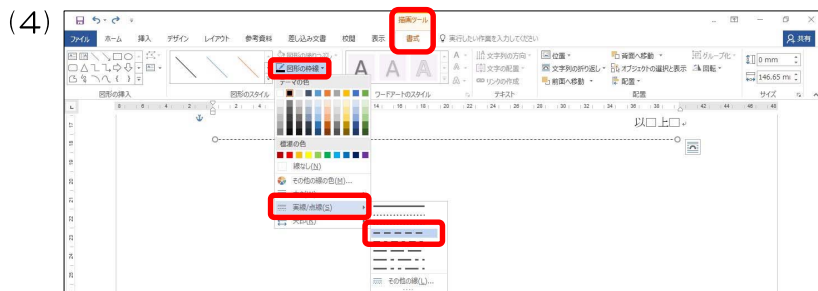 (4)
描画ツール
ファイル ホーム 挿入 デザイン レイアウト 参考資料 差し込み文書 校閲 表示 書式 実行したい作業を入力してください 共有
図形の枠線
文字列の方向
文字の配置
リンクの作成
位置
文字列の折り返し
前面へ移動
背面へ移動
オブジェクトの選択と表示
配置
グループ化
回転
0 mm
146.65 mm
図形の挿入 図形のスタイル ワードアートのスタイル テキスト 配置 サイズ
テーマの色
以□上□
標準の色
線なし(N)
その他の線の色(M)...
実線/点線(S)
その他の線(L)...